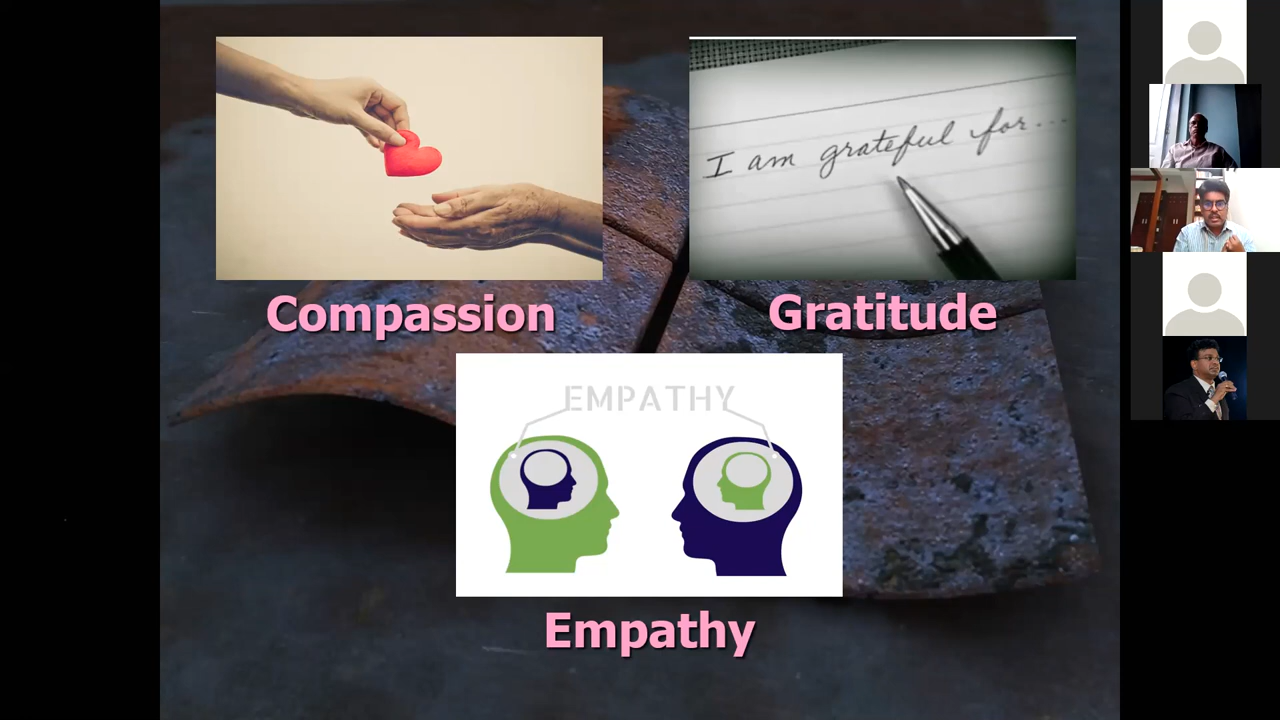 I am grateful for...
Compassion
Gratitude
EMPATHY
Empathy